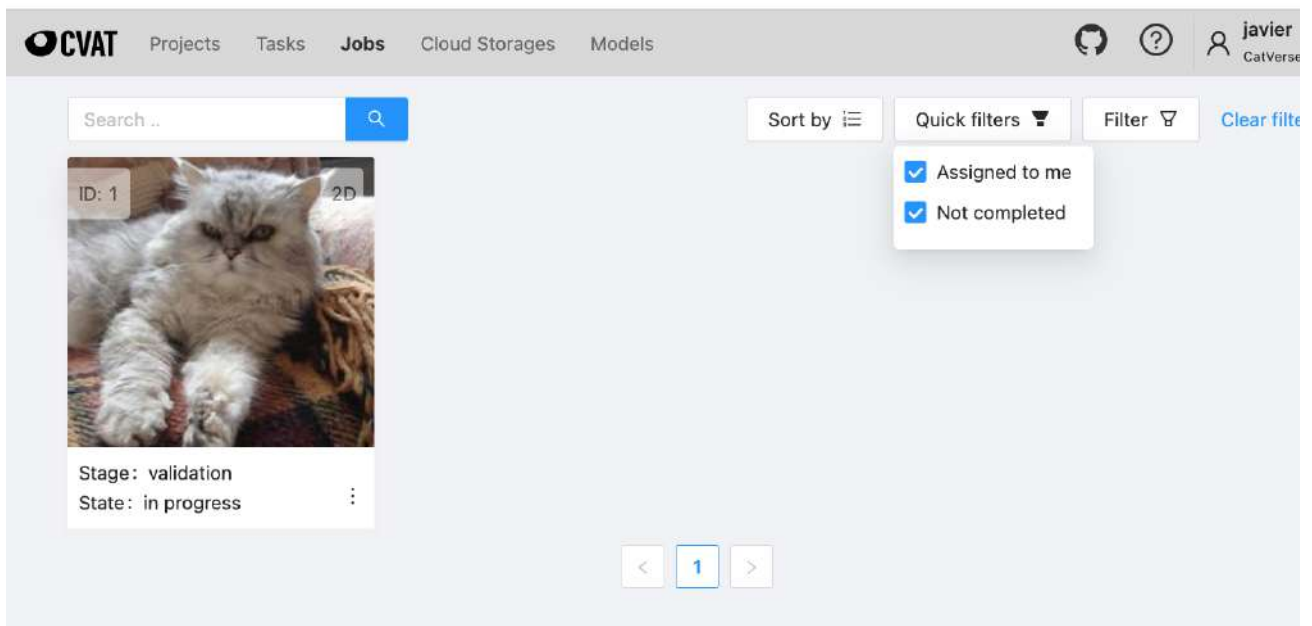 CVAT Projects Tasks Jobs Cloud Storages Models javier
CatVerse
Search .. Sort by Quick filters Filter Clear filte
Assigned to me
Not completed
ID: 1 2D
Stage: validation
State: in progress
< 1 >